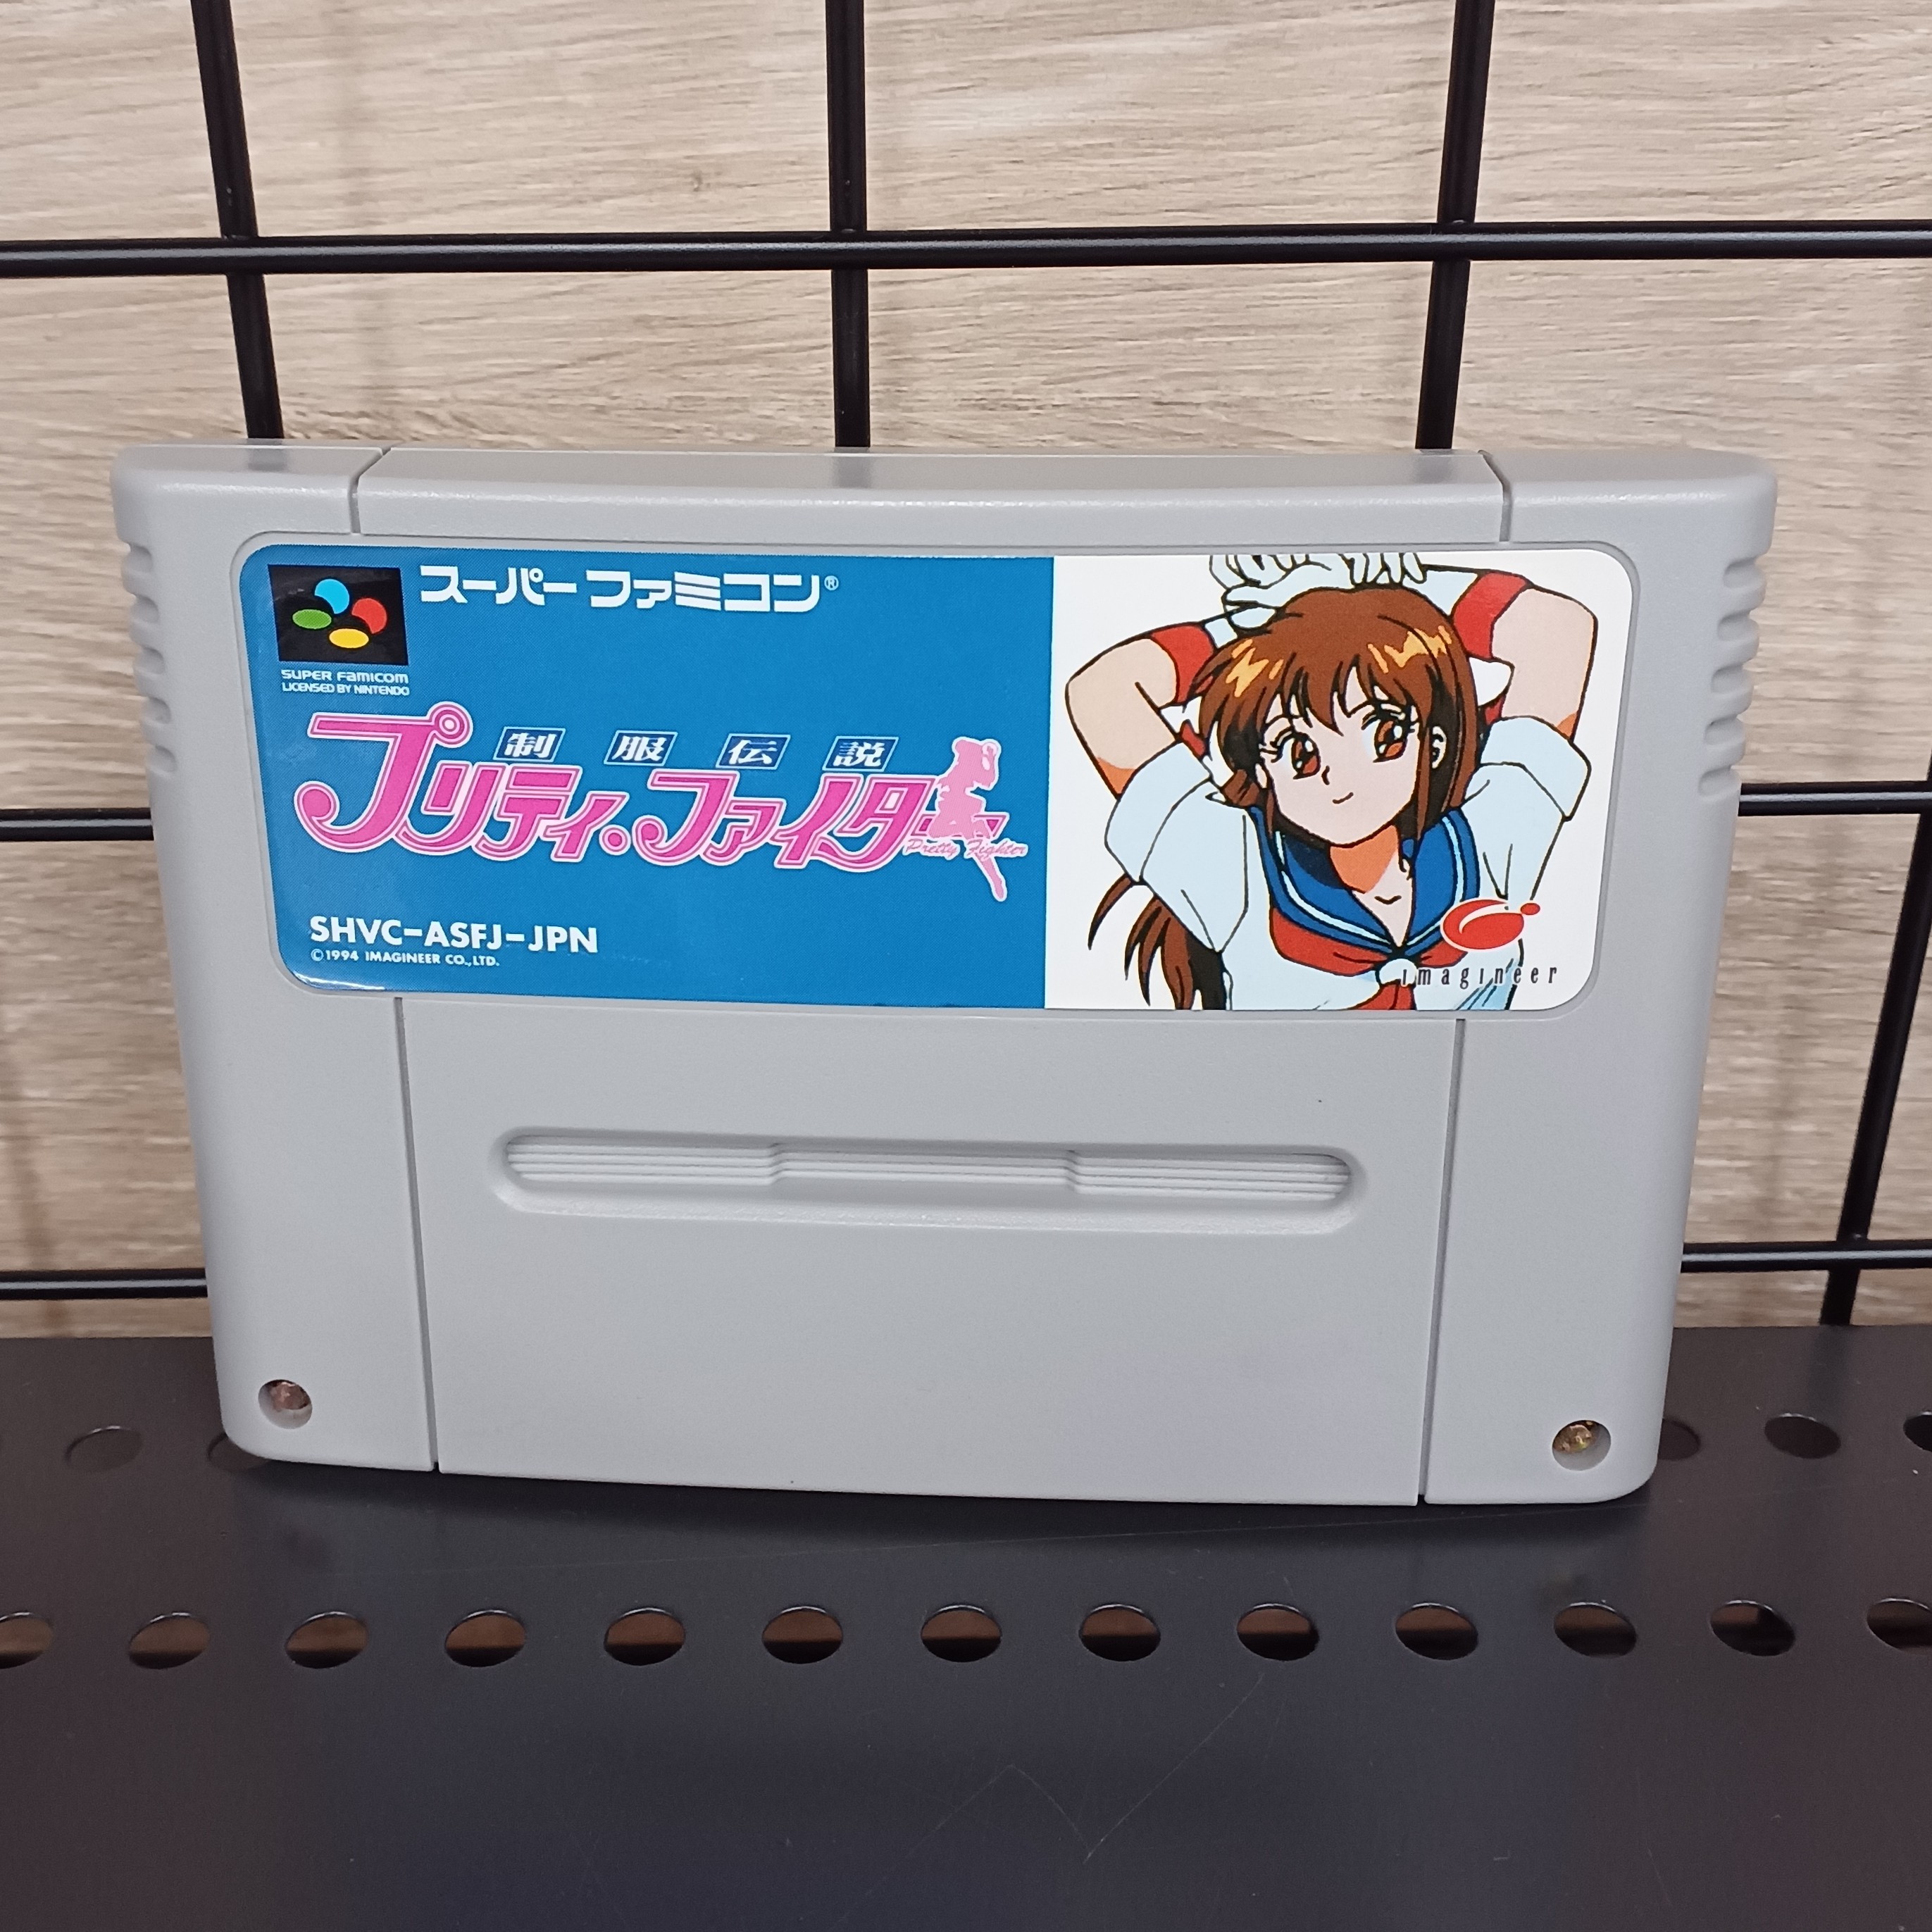 スーパーファミコン®
SUPER FAMICOM
LICENSED BY NINTENDO
制服伝説
プリティ・ファイター
Pretty Fighter
SHVC-ASFJ-JPN
©1994 IMAGINEER CO.,LTD.
imagineer